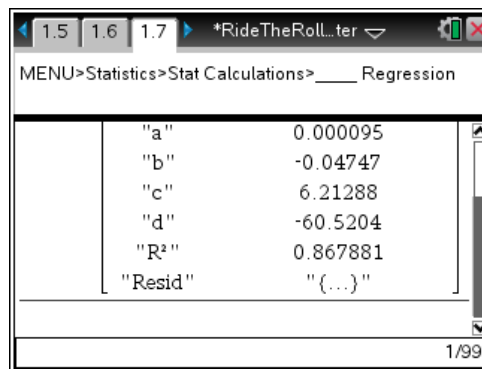 1.5 1.6 1.7 *RideTheRoll…ter
MENU>Statistics>Stat Calculations>____ Regression
"a" 0.000095
"b" -0.04747
"c" 6.21288
"d" -60.5204
"R²" 0.867881
"Resid" "{…}"
1/99